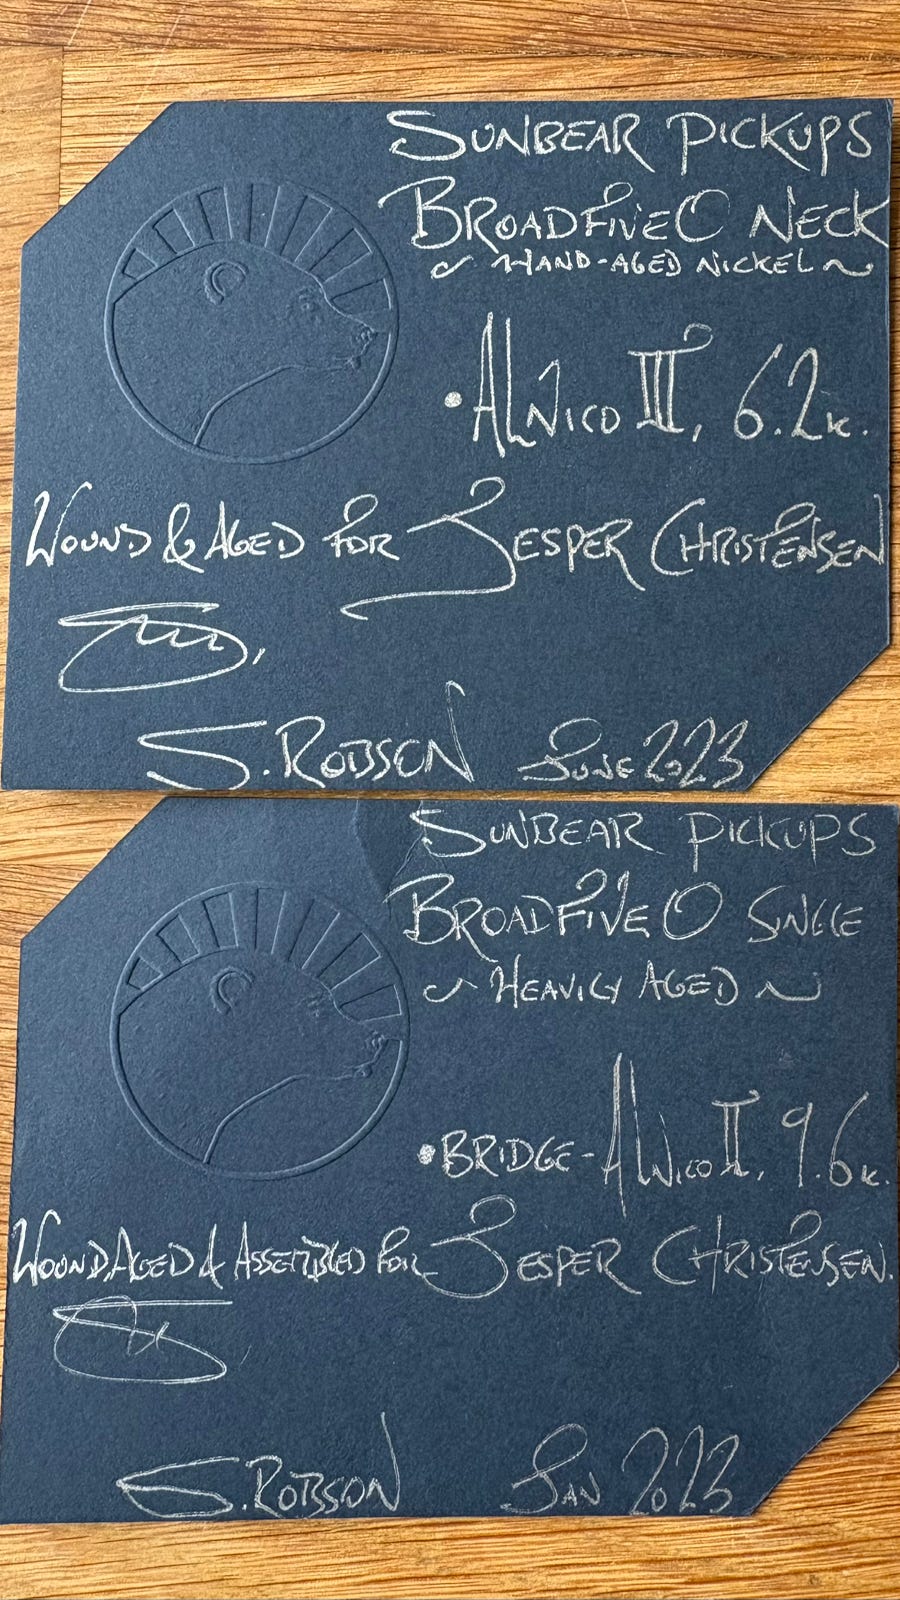 SUNBEAR PICKUPS
BROADFIVEO NECK
~ HAND-AGED NICKEL ~
• ALNICO III, 6.2K.
WOUND & AGED FOR JESPER CHRISTENSEN
S. ROBSON JUNE 2023
SUNBEAR PICKUPS
BROADFIVEO SINGLE
~ HEAVILY AGED ~
• BRIDGE - ALNICO II, 9.6K.
WOUND, AGED & ASSEMBLED FOR JESPER CHRISTENSEN.
S. ROBSON JAN 2023